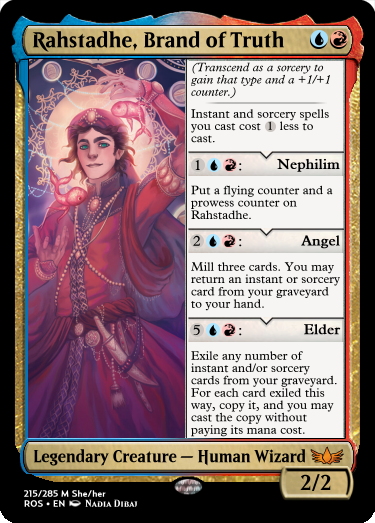 Rahstadhe, Brand of Truth
(Transcend as a sorcery to
gain that type and a +1/+1
counter.)
Instant and sorcery spells
you cast cost 1 less to
cast.
1 : Nephilim
Put a flying counter and a
prowess counter on
Rahstadhe.
2 : Angel
Mill three cards. You may
return an instant or sorcery
card from your graveyard
to your hand.
5 : Elder
Exile any number of
instant and/or sorcery
cards from your graveyard.
For each card exiled this
way, copy it, and you may
cast the copy without
paying its mana cost.
Legendary Creature — Human Wizard
2/2
215/285 M She/her
ROS • EN Nadia Dibaj